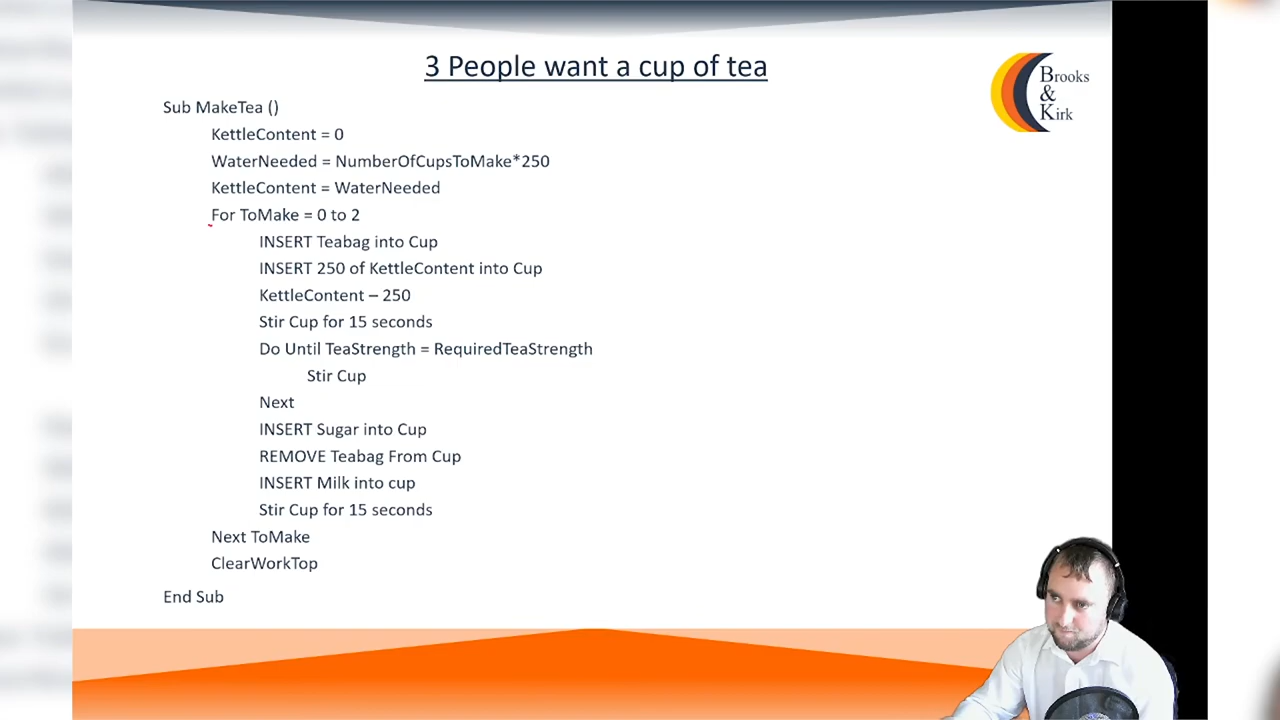 3 People want a cup of tea
Brooks
&
Kirk
Sub MakeTea ()
KettleContent = 0
WaterNeeded = NumberOfCupsToMake*250
KettleContent = WaterNeeded
For ToMake = 0 to 2
INSERT Teabag into Cup
INSERT 250 of KettleContent into Cup
KettleContent – 250
Stir Cup for 15 seconds
Do Until TeaStrength = RequiredTeaStrength
Stir Cup
Next
INSERT Sugar into Cup
REMOVE Teabag From Cup
INSERT Milk into cup
Stir Cup for 15 seconds
Next ToMake
ClearWorkTop
End Sub